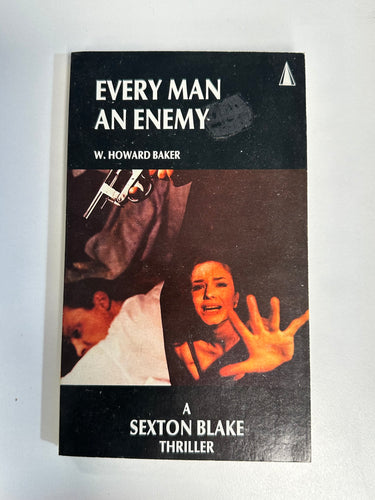 EVERY MAN
AN ENEMY
W. HOWARD BAKER
A
SEXTON BLAKE
THRILLER